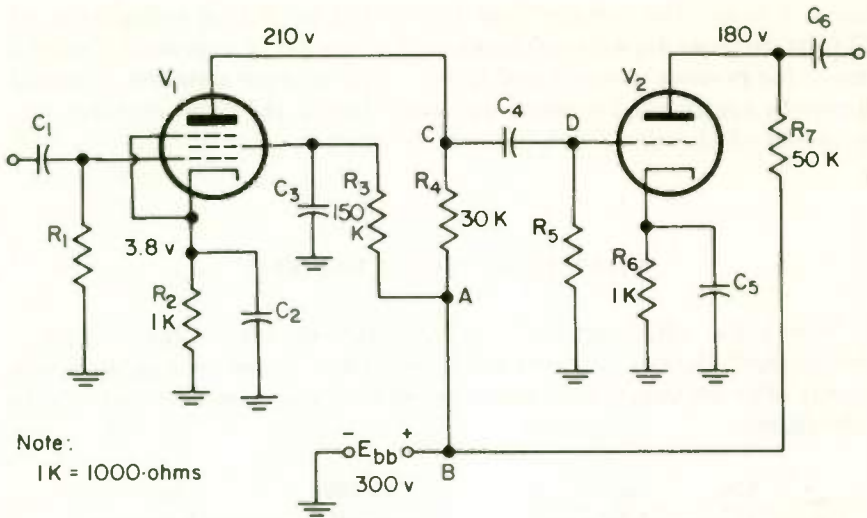 210 v
180 v
C6
V1
V2
C1
C4
C
D
R7
50 K
C3
R3
150
K
R4
30 K
R1
3.8 v
R5
R6
1K
C5
R2
1 K
C2
A
Note:
1 K = 1000·ohms
− Ebb +
300 v
B